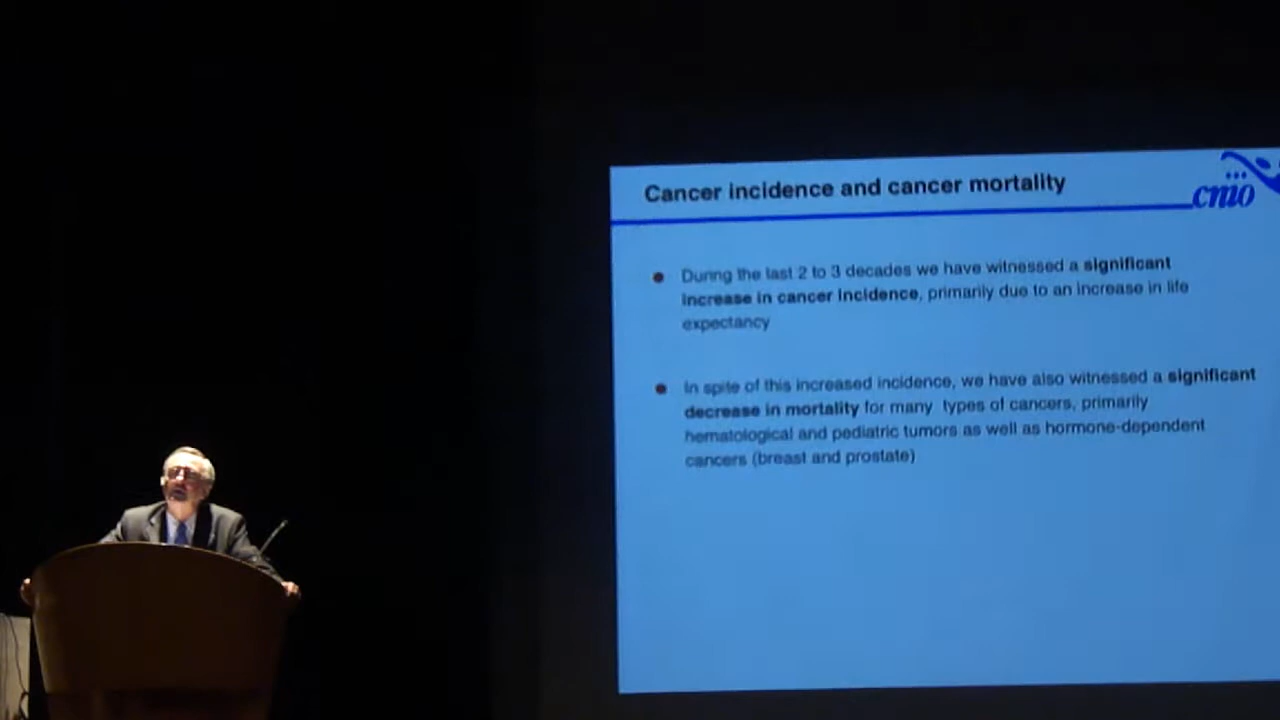 Cancer incidence and cancer mortality
cmio
During the last 2 to 3 decades we have witnessed a significant
increase in cancer incidence, primarily due to an increase in life
expectancy
In spite of this increased incidence, we have also witnessed a significant
decrease in mortality for many types of cancers, primarily
hematological and pediatric tumors as well as hormone-dependent
cancers (breast and prostate)